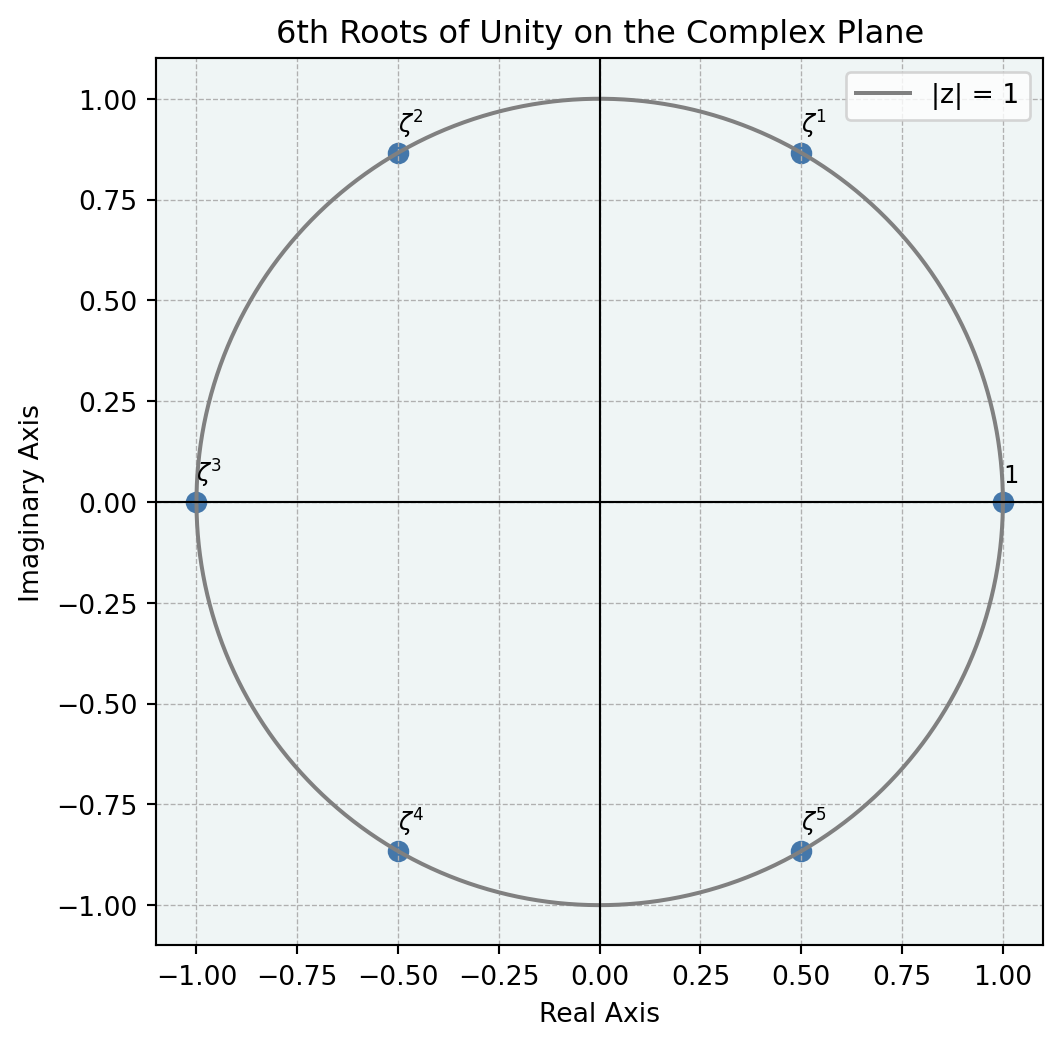 6th Roots of Unity on the Complex Plane
|z| = 1
1.00
0.75
0.50
0.25
0.00
−0.25
−0.50
−0.75
−1.00
Imaginary Axis
ζ²
ζ¹
ζ³
1
ζ⁴
ζ⁵
−1.00 −0.75 −0.50 −0.25 0.00 0.25 0.50 0.75 1.00
Real Axis